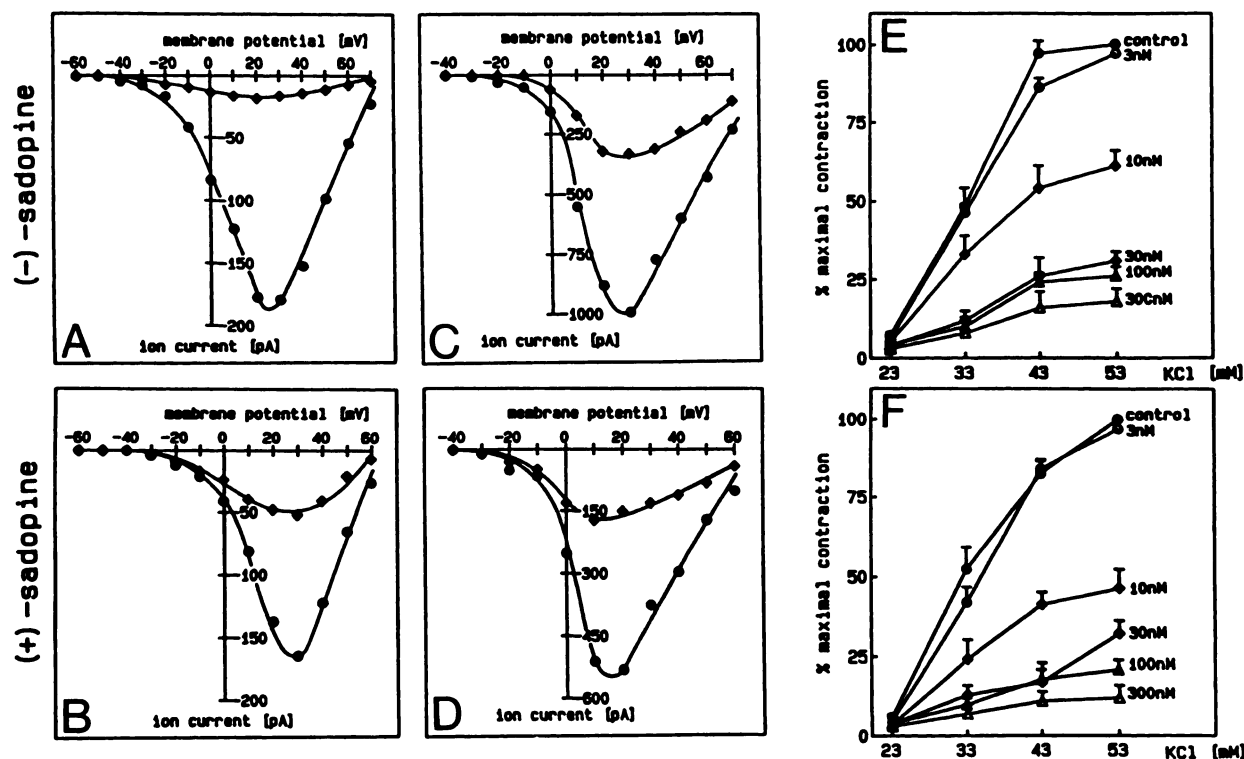 (-)-sadopine
membrane potential [mV]
-60 -40 -20 0 20 40 60
-50
-100
-150
-200
A
ion current [pA]
membrane potential [mV]
-40 -20 0 20 40 60
-250
-500
-750
-1000
C
ion current [pA]
E
% maximal contraction
100
75
50
25
0
control
3nM
10nM
30nM
100nM
30CnM
23 33 43 53 KCl [mM]
(+)-sadopine
membrane potential [mV]
-60 -40 -20 0 20 40 60
-50
-100
-150
-200
B
ion current [pA]
membrane potential [mV]
-40 -20 0 20 40 60
-150
-300
-450
-600
D
ion current [pA]
F
% maximal contraction
100
75
50
25
0
control
3nM
10nM
30nM
100nM
300nM
23 33 43 53 KCl [mM]